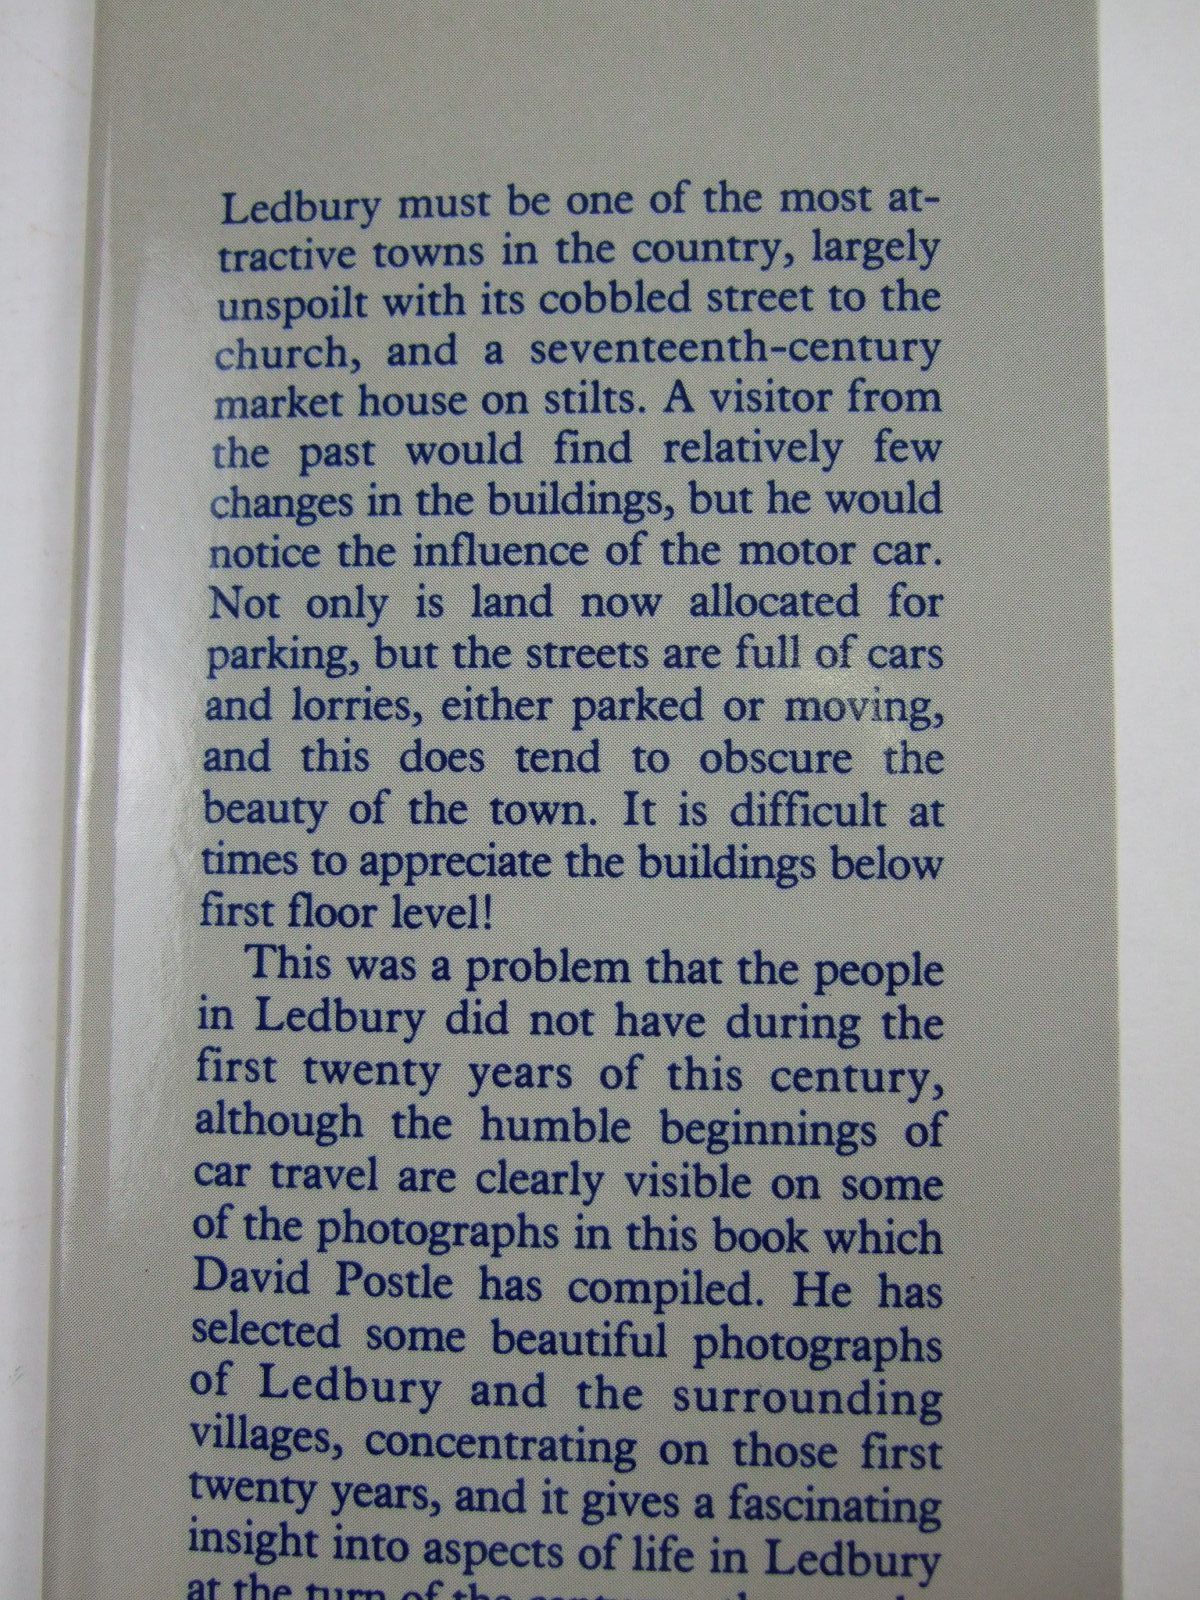 Ledbury must be one of the most at-
tractive towns in the country, largely
unspoilt with its cobbled street to the
church, and a seventeenth-century
market house on stilts. A visitor from
the past would find relatively few
changes in the buildings, but he would
notice the influence of the motor car.
Not only is land now allocated for
parking, but the streets are full of cars
and lorries, either parked or moving,
and this does tend to obscure the
beauty of the town. It is difficult at
times to appreciate the buildings below
first floor level!
This was a problem that the people
in Ledbury did not have during the
first twenty years of this century,
although the humble beginnings of
car travel are clearly visible on some
of the photographs in this book which
David Postle has compiled. He has
selected some beautiful photographs
of Ledbury and the surrounding
villages, concentrating on those first
twenty years, and it gives a fascinating
insight into aspects of life in Ledbury
at the turn of the